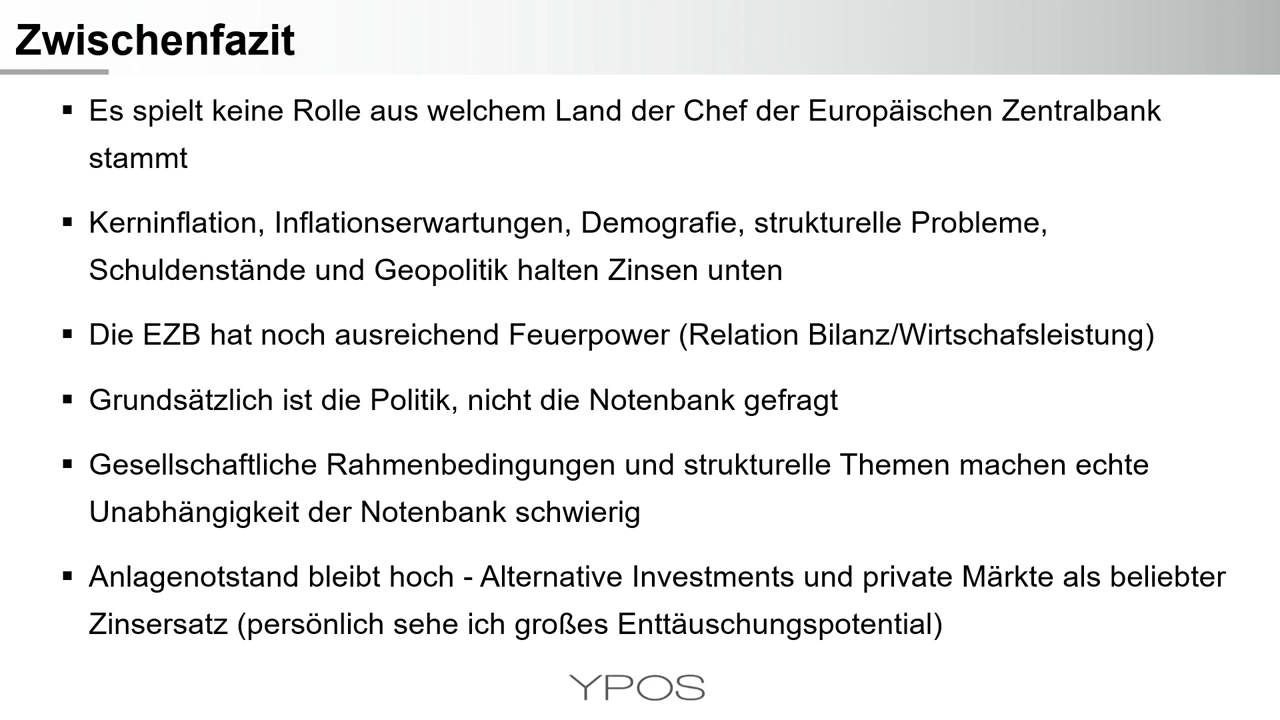 Zwischenfazit
▪ Es spielt keine Rolle aus welchem Land der Chef der Europäischen Zentralbank
stammt
▪ Kerninflation, Inflationserwartungen, Demografie, strukturelle Probleme,
Schuldenstände und Geopolitik halten Zinsen unten
▪ Die EZB hat noch ausreichend Feuerpower (Relation Bilanz/Wirtschafsleistung)
▪ Grundsätzlich ist die Politik, nicht die Notenbank gefragt
▪ Gesellschaftliche Rahmenbedingungen und strukturelle Themen machen echte
Unabhängigkeit der Notenbank schwierig
▪ Anlagenotstand bleibt hoch - Alternative Investments und private Märkte als beliebter
Zinsersatz (persönlich sehe ich großes Enttäuschungspotential)
YPOS